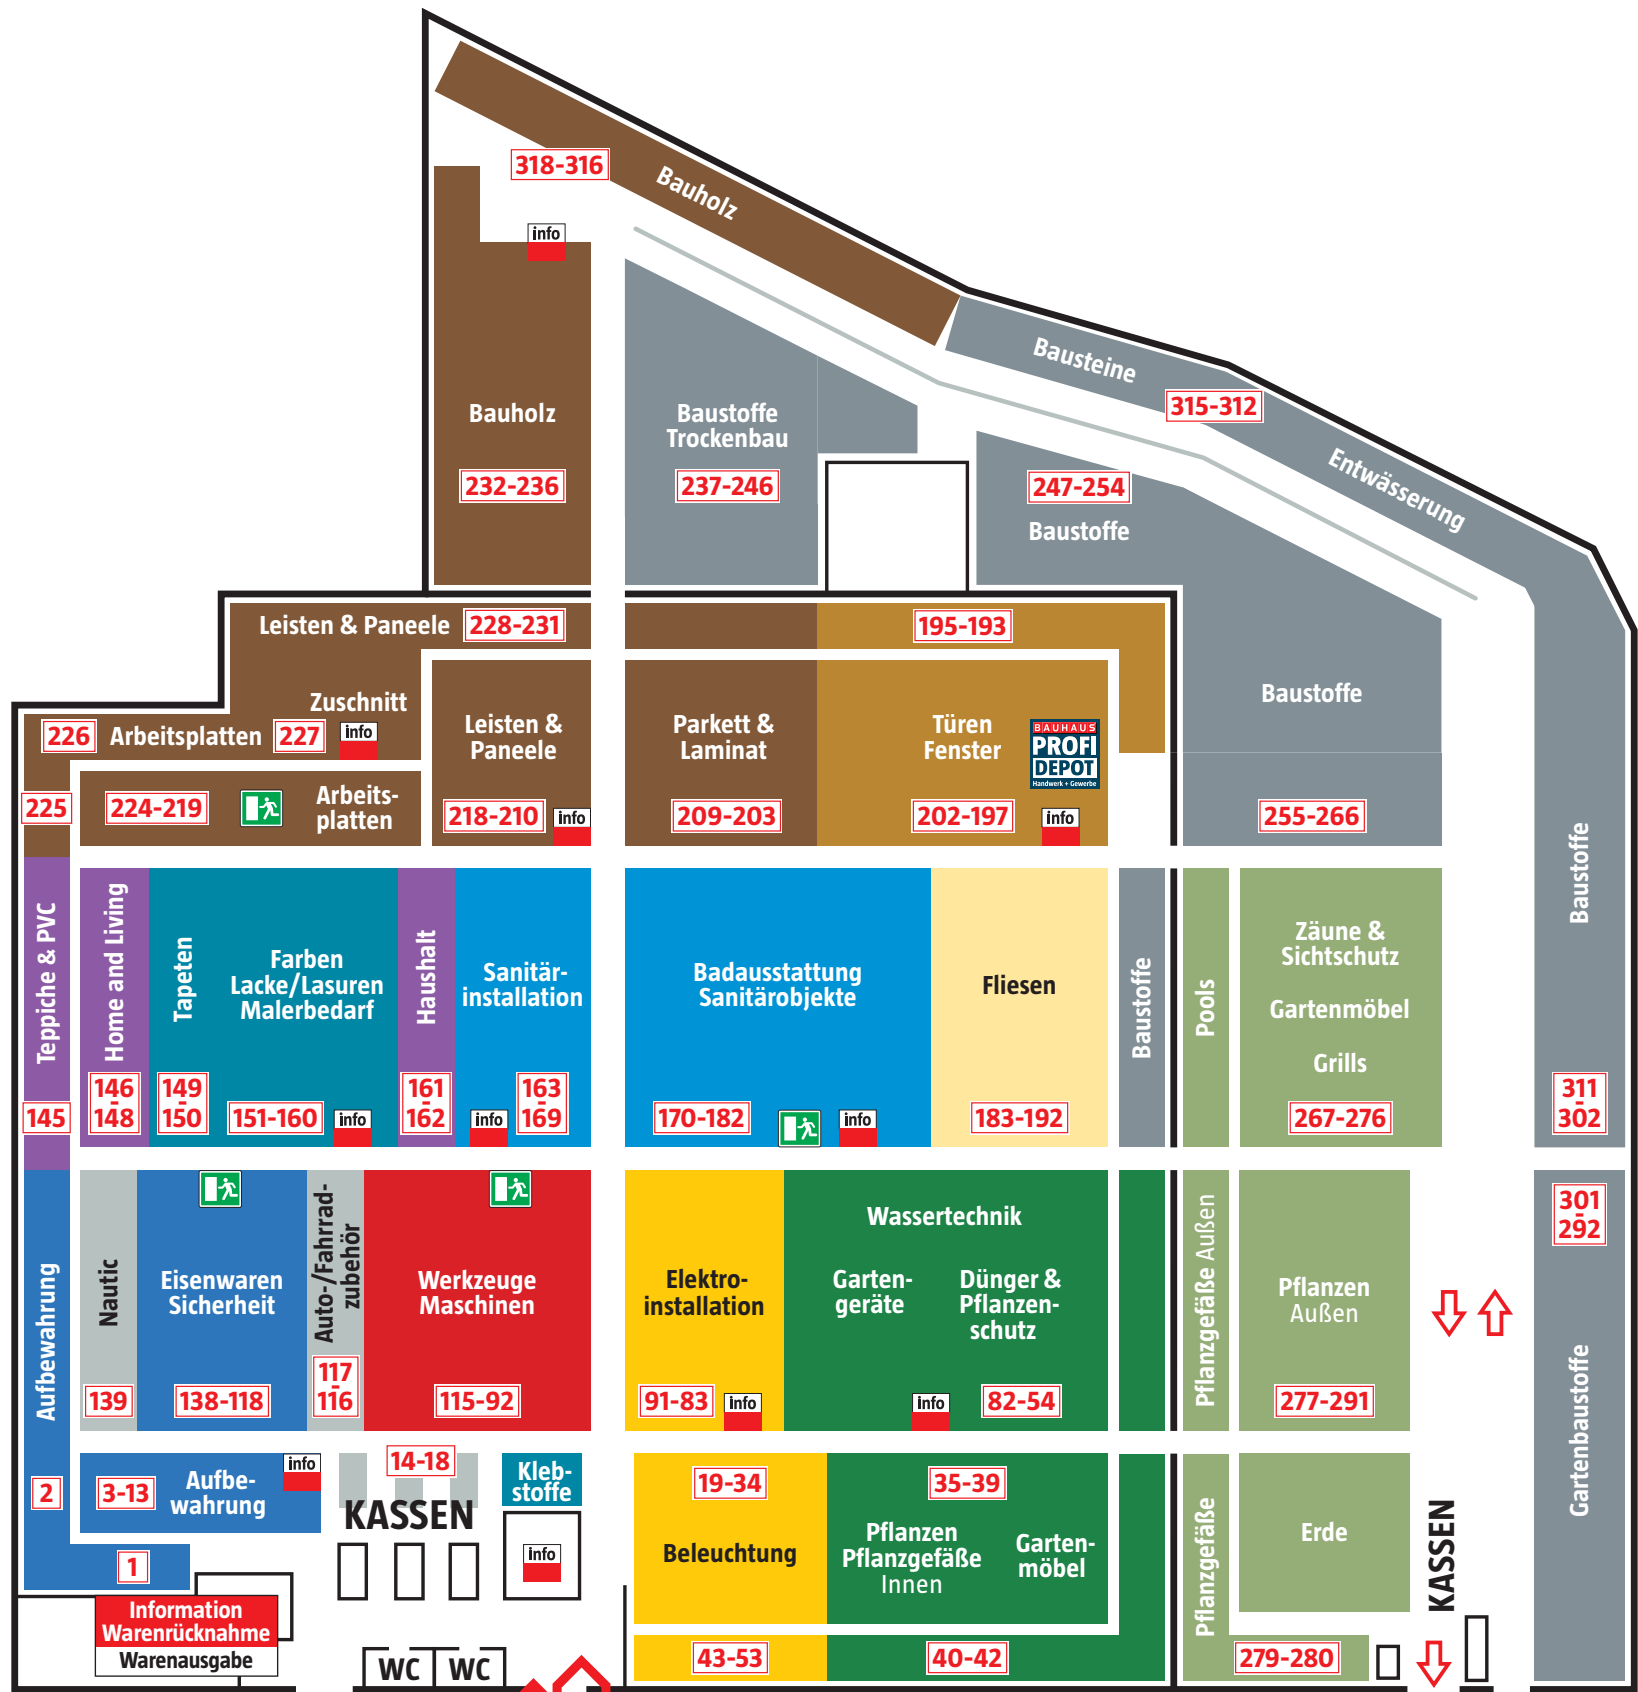 318-316
Bauholz
info
Bausteine
315-312
Entwässerung
Bauholz
232-236
Baustoffe
Trockenbau
237-246
247-254
Baustoffe
Leisten & Paneele
228-231
195-193
Zuschnitt
226
Arbeitsplatten
227
info
Leisten &
Paneele
218-210
info
Parkett &
Laminat
209-203
Türen
Fenster
BAUHAUS
PROFI
DEPOT
Handwerk + Gewerbe
202-197
info
Baustoffe
255-266
225
224-219
Arbeits-
platten
Baustoffe
Teppiche & PVC
145
Home and Living
146
-
148
Tapeten
149
-
150
Farben
Lacke/Lasuren
Malerbedarf
151-160
info
Haushalt
161
-
162
Sanitär-
installation
info
163
-
169
Badausstattung
Sanitärobjekte
170-182
info
Fliesen
183-192
Baustoffe
Pools
Zäune &
Sichtschutz
Gartenmöbel
Grills
267-276
311
-
302
Aufbewahrung
Nautic
139
Eisenwaren
Sicherheit
138-118
Auto-/Fahrrad-
zubehör
117
-
116
Werkzeuge
Maschinen
115-92
Elektro-
installation
91-83
info
Wassertechnik
Garten-
geräte
Dünger &
Pflanzen-
schutz
info
82-54
Pflanzgefäße Außen
Pflanzen
Außen
277-291
301
-
292
Gartenbaustoffe
2
3-13
Aufbe-
wahrung
info
14-18
KASSEN
Kleb-
stoffe
info
19-34
Beleuchtung
35-39
Pflanzen
Pflanzgefäße
Innen
Garten-
möbel
Pflanzgefäße
Erde
KASSEN
1
Information
Warenrücknahme
Warenausgabe
WC
WC
43-53
40-42
279-280